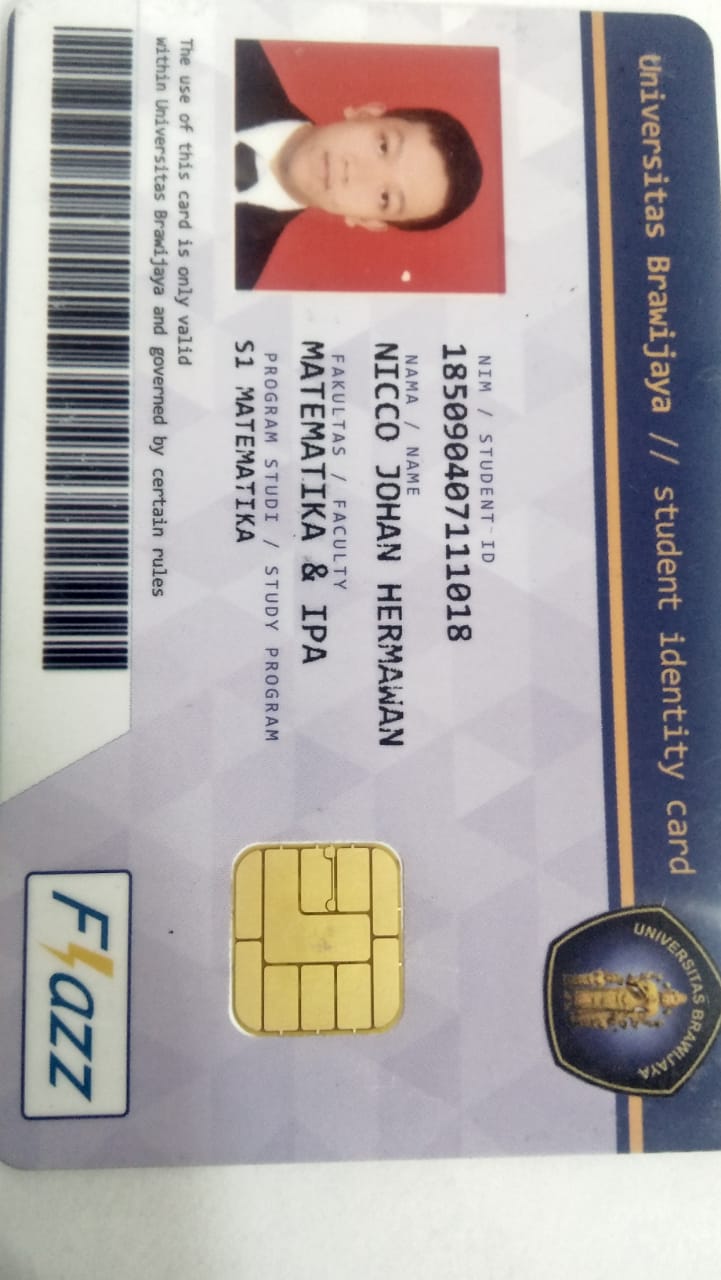 Universitas Brawijaya // student identity card
UNIVERSITAS BRAWIJAYA
NIM / STUDENT ID
185090407111018
NAMA / NAME
NICCO JOHAN HERMAWAN
FAKULTAS / FACULTY
MATEMATIKA & IPA
PROGRAM STUDI / STUDY PROGRAM
S1 MATEMATIKA
The use of this card is only valid
within Universitas Brawijaya and governed by certain rules
Flazz